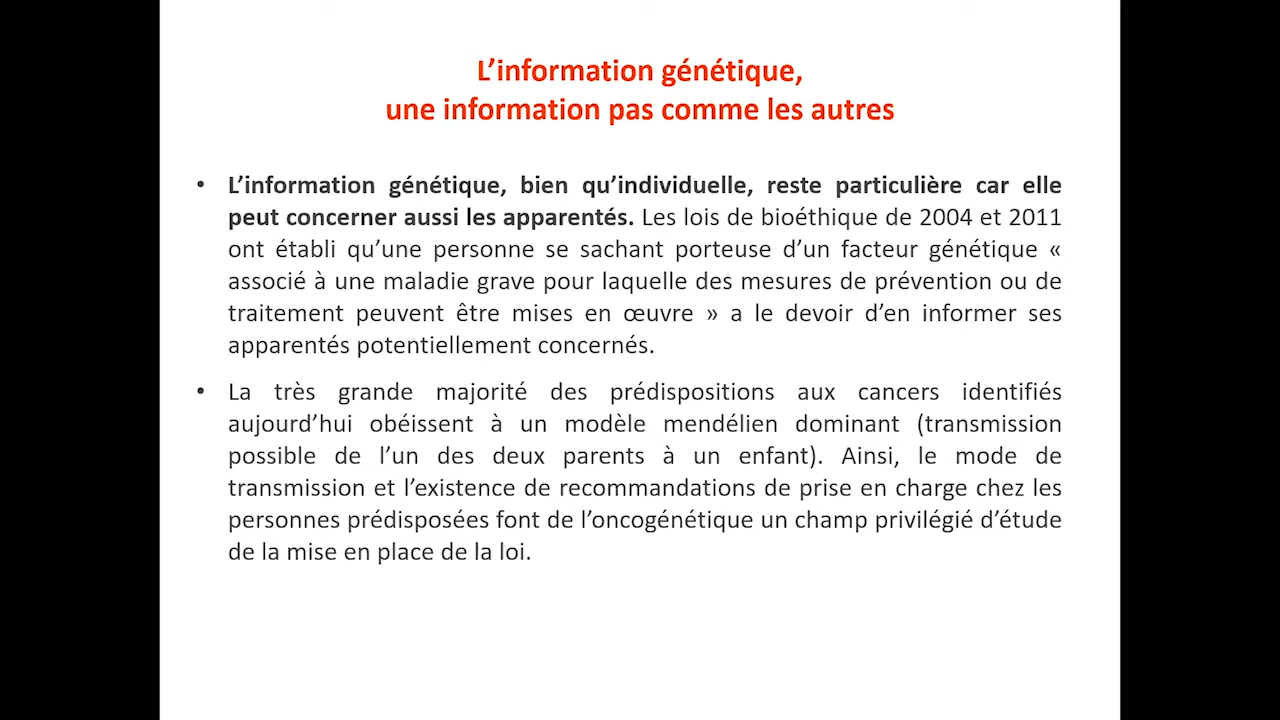 L’information génétique,
une information pas comme les autres
• L’information génétique, bien qu’individuelle, reste particulière car elle
peut concerner aussi les apparentés. Les lois de bioéthique de 2004 et 2011
ont établi qu’une personne se sachant porteuse d’un facteur génétique «
associé à une maladie grave pour laquelle des mesures de prévention ou de
traitement peuvent être mises en œuvre » a le devoir d’en informer ses
apparentés potentiellement concernés.
• La très grande majorité des prédispositions aux cancers identifiés
aujourd’hui obéissent à un modèle mendélien dominant (transmission
possible de l’un des deux parents à un enfant). Ainsi, le mode de
transmission et l’existence de recommandations de prise en charge chez les
personnes prédisposées font de l’oncogénétique un champ privilégié d’étude
de la mise en place de la loi.